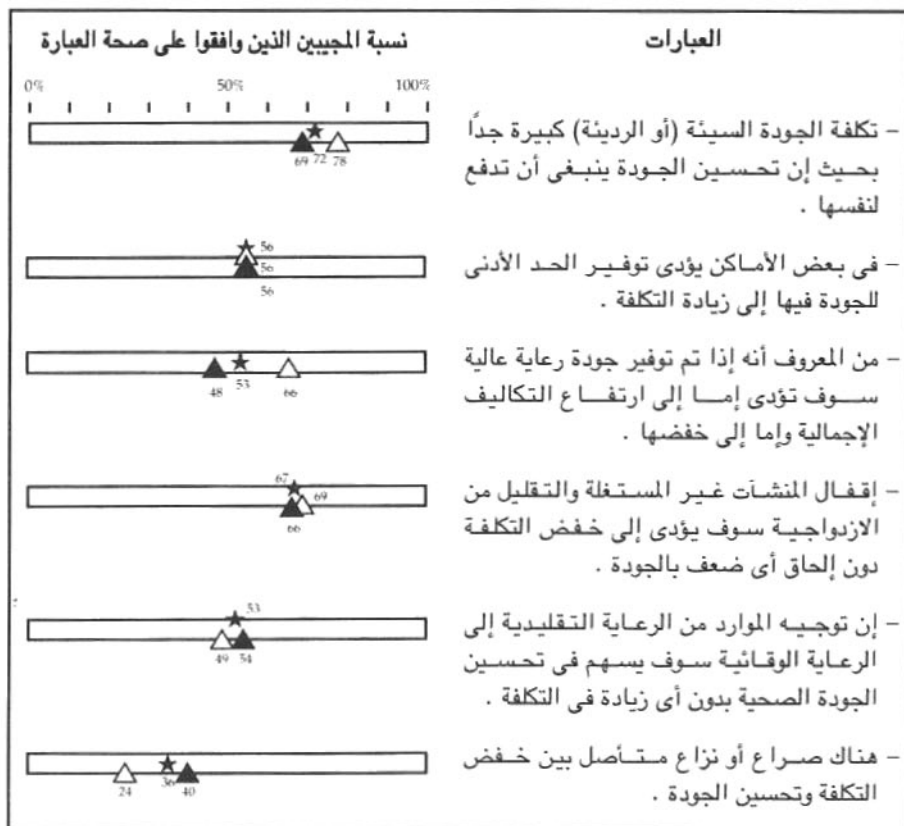 العبارات
نسبة المجيبين الذين وافقوا على صحة العبارة
0% 50% 100%
– تكلفة الجودة السيئة (أو الرديئة) كبيرة جدًا
بحيث إن تحسين الجودة ينبغى أن تدفع
لنفسها .
69 72 78
– فى بعض الأماكن يؤدى توفير الحد الأدنى
للجودة فيها إلى زيادة التكلفة .
56
56
56
– من المعروف أنه إذا تم توفير جودة رعاية عالية
سوف تؤدى إما إلى ارتفاع التكاليف
الإجمالية وإما إلى خفضها .
48 53 66
– إقفال المنشآت غير المستغلة والتقليل من
الازدواجية سوف يؤدى إلى خفض التكلفة
دون إلحاق أى ضعف بالجودة .
67 69
66
– إن توجيه الموارد من الرعاية التقليدية إلى
الرعاية الوقائية سوف يسهم فى تحسين
الجودة الصحية بدون أى زيادة فى التكلفة .
53
49 54
– هناك صراع أو نزاع متأصل بين خفض
التكلفة وتحسين الجودة .
24 36 40